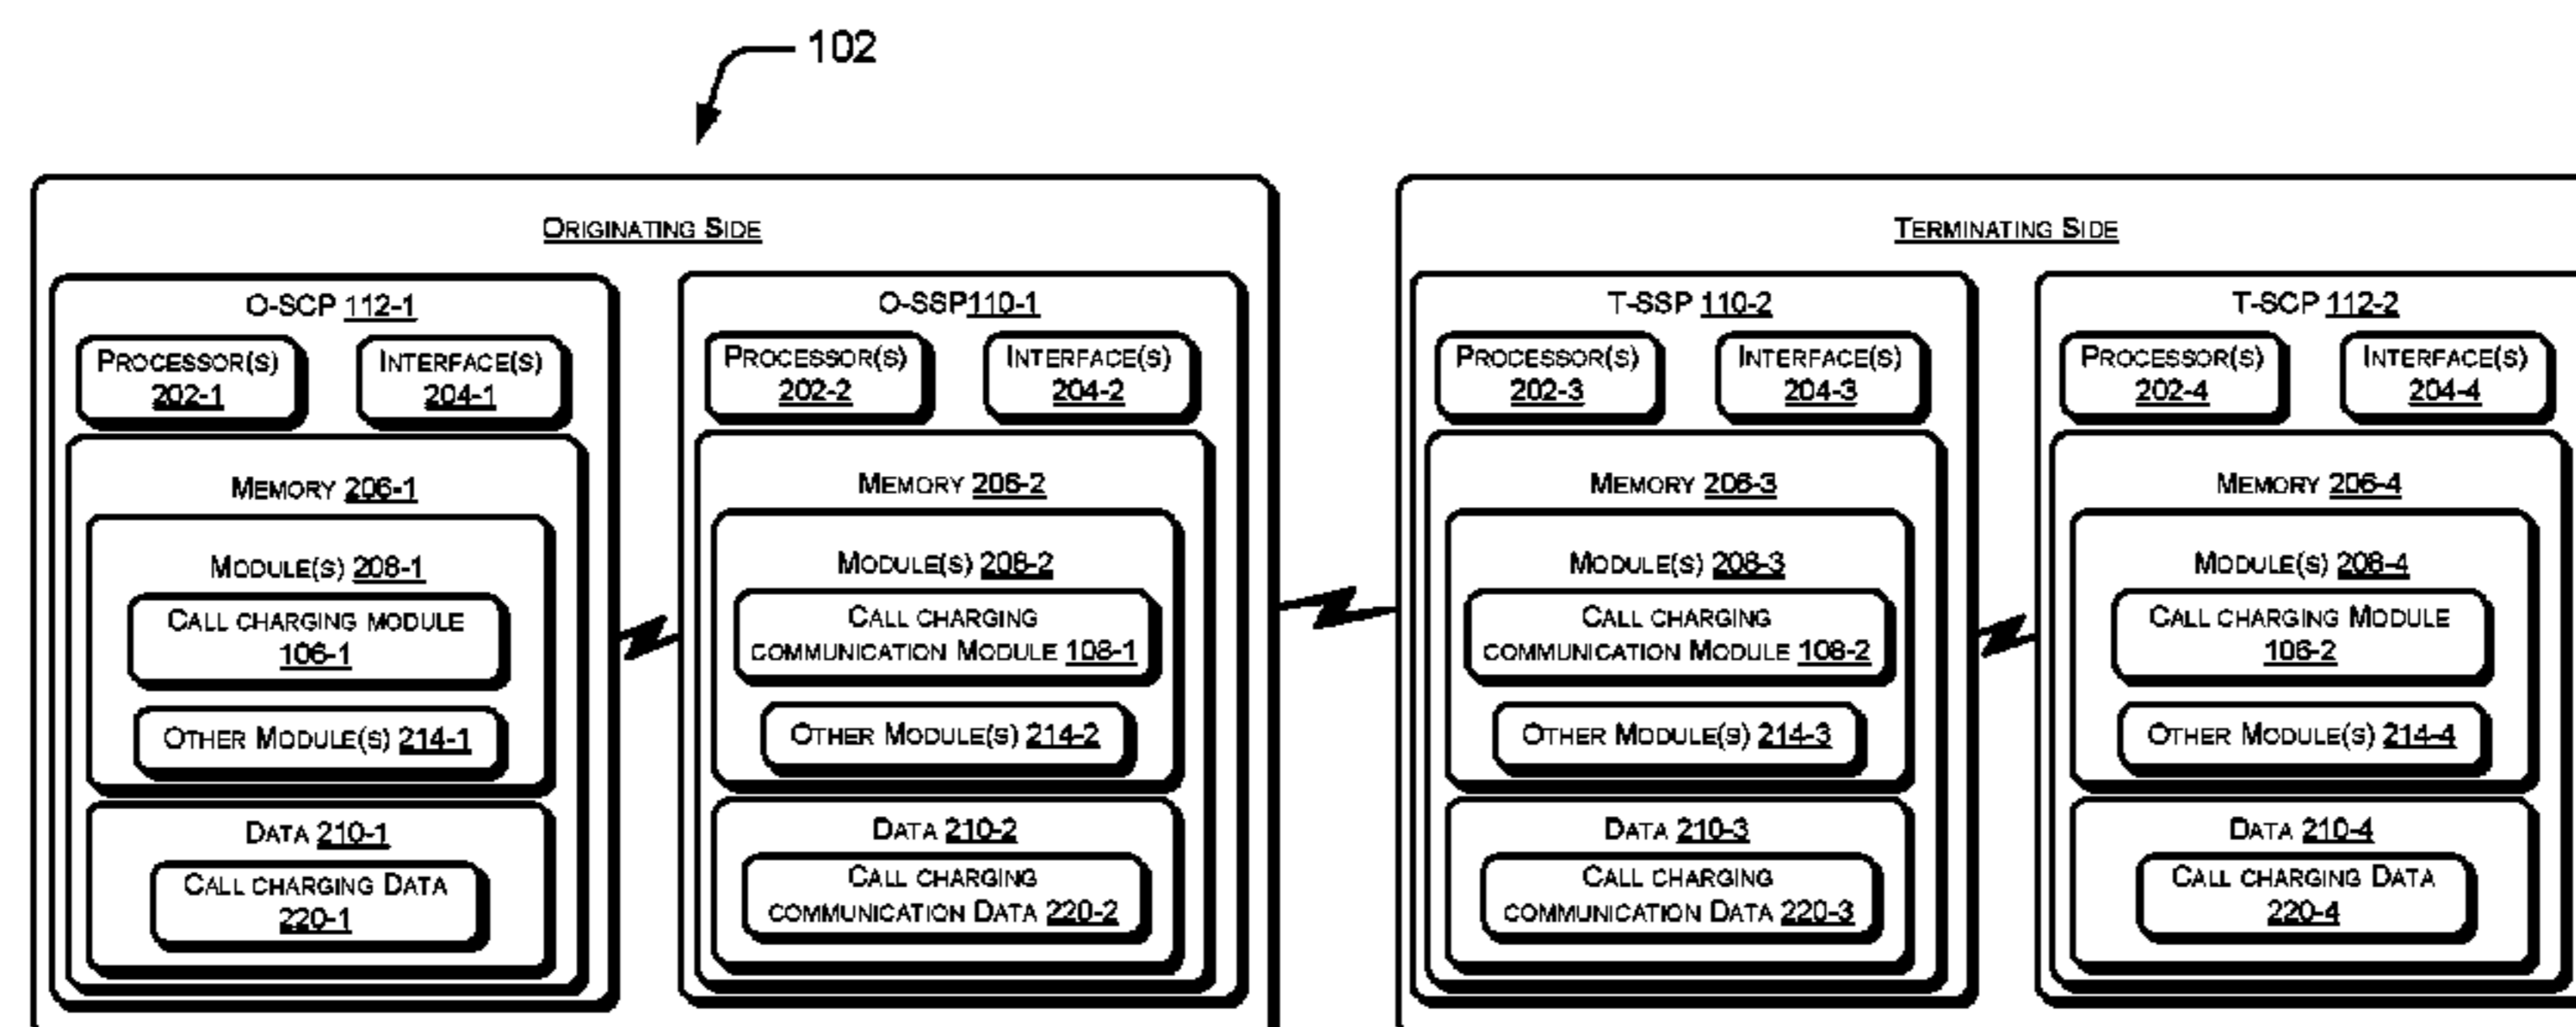 102
ORIGINATING SIDE
O-SCP 112-1
PROCESSOR(S)
202-1
INTERFACE(S)
204-1
MEMORY 206-1
MODULE(S) 208-1
CALL CHARGING MODULE
106-1
OTHER MODULE(S) 214-1
DATA 210-1
CALL CHARGING DATA
220-1
O-SSP110-1
PROCESSOR(S)
202-2
INTERFACE(S)
204-2
MEMORY 206-2
MODULE(S) 208-2
CALL CHARGING
COMMUNICATION MODULE 108-1
OTHER MODULE(S) 214-2
DATA 210-2
CALL CHARGING
COMMUNICATION DATA 220-2
TERMINATING SIDE
T-SSP 110-2
PROCESSOR(S)
202-3
INTERFACE(S)
204-3
MEMORY 206-3
MODULE(S) 208-3
CALL CHARGING
COMMUNICATION MODULE 108-2
OTHER MODULE(S) 214-3
DATA 210-3
CALL CHARGING
COMMUNICATION DATA 220-3
T-SCP 112-2
PROCESSOR(S)
202-4
INTERFACE(S)
204-4
MEMORY 206-4
MODULE(S) 208-4
CALL CHARGING MODULE
106-2
OTHER MODULE(S) 214-4
DATA 210-4
CALL CHARGING DATA
220-4